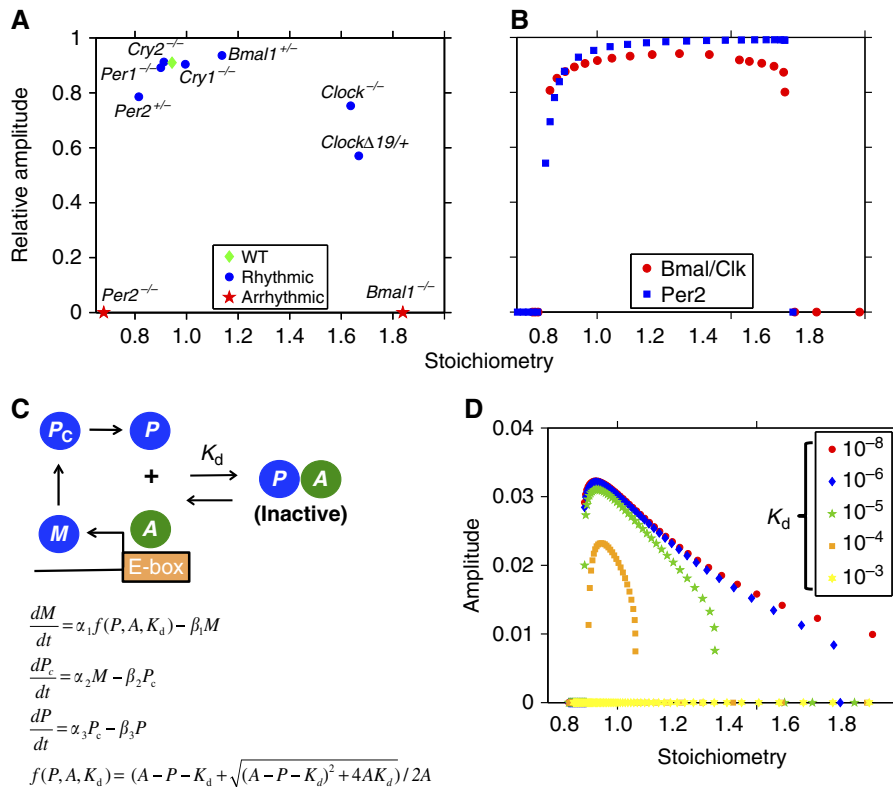 A
Relative amplitude
1
0.8
0.6
0.4
0.2
0
Cry2−/−
Bmal1+/−
Per1−/−
Cry1−/−
Per2+/−
Clock−/−
ClockΔ19/+
WT
Rhythmic
Arrhythmic
Per2−/−
Bmal1−/−
0.8 1.0 1.2 1.4 1.6 1.8
B
Bmal/Clk
Per2
0.8 1.0 1.2 1.4 1.6 1.8
Stoichiometry
C
PC P
+
Kd
P A
(Inactive)
M A
E-box
dM/dt = α1 f(P, A, Kd) − β1M
dPc/dt = α2M − β2Pc
dP/dt = α3Pc − β3P
f(P, A, Kd) = (A − P − Kd + √((A − P − Kd)² + 4AKd)) / 2A
D
Amplitude
0.04
0.03
0.02
0.01
0
Kd
10−8
10−6
10−5
10−4
10−3
0.8 1.0 1.2 1.4 1.6 1.8
Stoichiometry